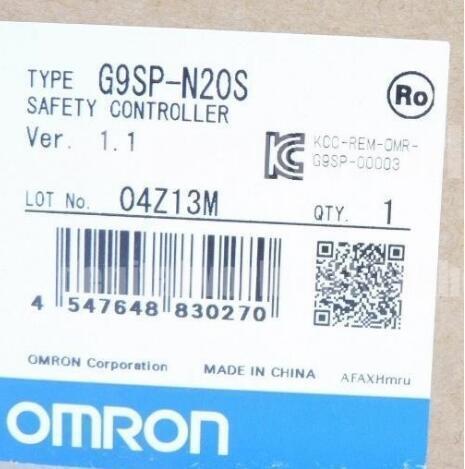 TYPE G9SP-N20S
SAFETY CONTROLLER
Ver. 1.1
Ro
KCC-REM-OMR-
G9SP-00003
LOT No. 04Z13M QTY. 1
4 547648 830270
OMRON Corporation MADE IN CHINA AFAXHmru
OMRON